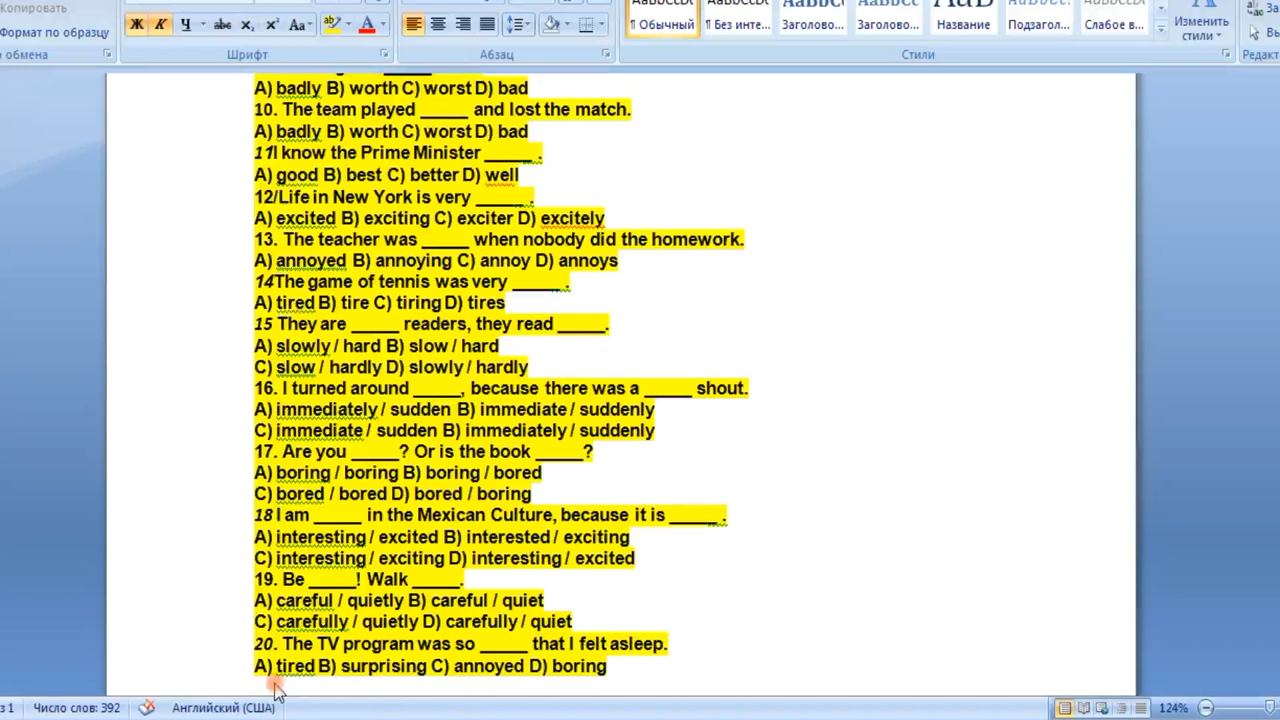 Копировать
Формат по образцу
о обмена
Ж К Ч abc x₂ x² Aa
Шрифт
Абзац
¶ Обычный
¶ Без инте...
Заголово...
Заголово...
Название
Подзагол...
Слабое в...
Изменить стили
Стили
Редакт
A) badly B) worth C) worst D) bad
10. The team played _____ and lost the match.
A) badly B) worth C) worst D) bad
11I know the Prime Minister _____ .
A) good B) best C) better D) well
12/Life in New York is very _____ .
A) excited B) exciting C) exciter D) excitely
13. The teacher was _____ when nobody did the homework.
A) annoyed B) annoying C) annoy D) annoys
14The game of tennis was very _____ .
A) tired B) tire C) tiring D) tires
15 They are _____ readers, they read _____.
A) slowly / hard B) slow / hard
C) slow / hardly D) slowly / hardly
16. I turned around _____, because there was a _____ shout.
A) immediately / sudden B) immediate / suddenly
C) immediate / sudden B) immediately / suddenly
17. Are you _____? Or is the book _____?
A) boring / boring B) boring / bored
C) bored / bored D) bored / boring
18 I am _____ in the Mexican Culture, because it is _____ .
A) interesting / excited B) interested / exciting
C) interesting / exciting D) interesting / excited
19. Be _____! Walk _____.
A) careful / quietly B) careful / quiet
C) carefully / quietly D) carefully / quiet
20. The TV program was so _____ that I felt asleep.
A) tired B) surprising C) annoyed D) boring
з 1
Число слов: 392
Английский (США)
124%